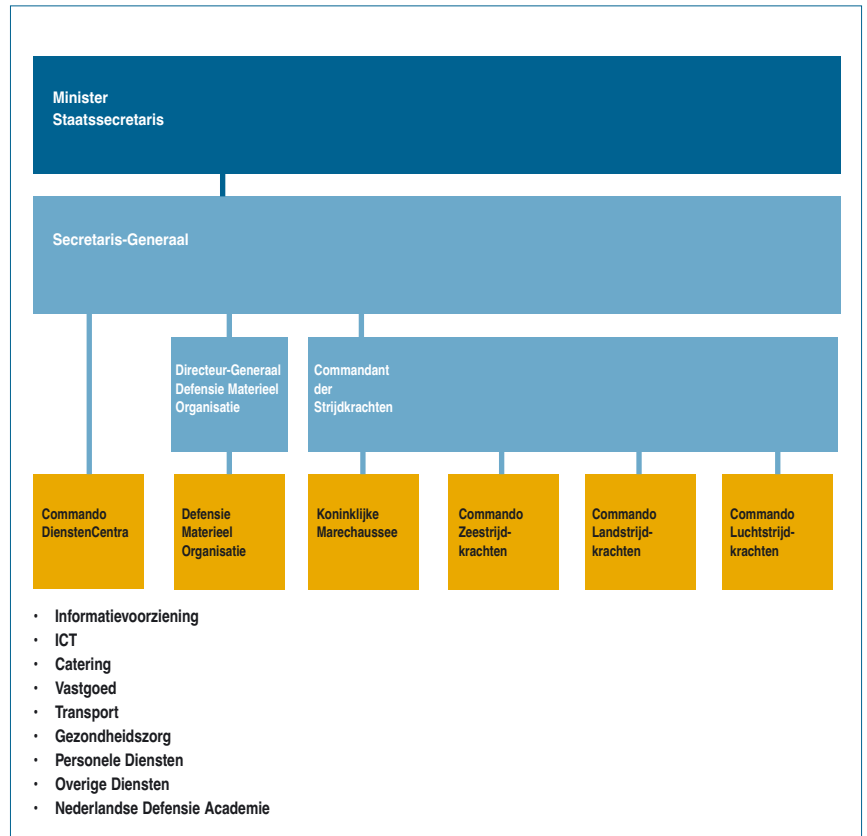 Minister
Staatssecretaris
Secretaris-Generaal
Directeur-Generaal
Defensie Materieel
Organisatie
Commandant
der
Strijdkrachten
Commando
DienstenCentra
Defensie
Materieel
Organisatie
Koninklijke
Marechaussee
Commando
Zeestrijd-
krachten
Commando
Landstrijd-
krachten
Commando
Luchtstrijd-
krachten
• Informatievoorziening
• ICT
• Catering
• Vastgoed
• Transport
• Gezondheidszorg
• Personele Diensten
• Overige Diensten
• Nederlandse Defensie Academie